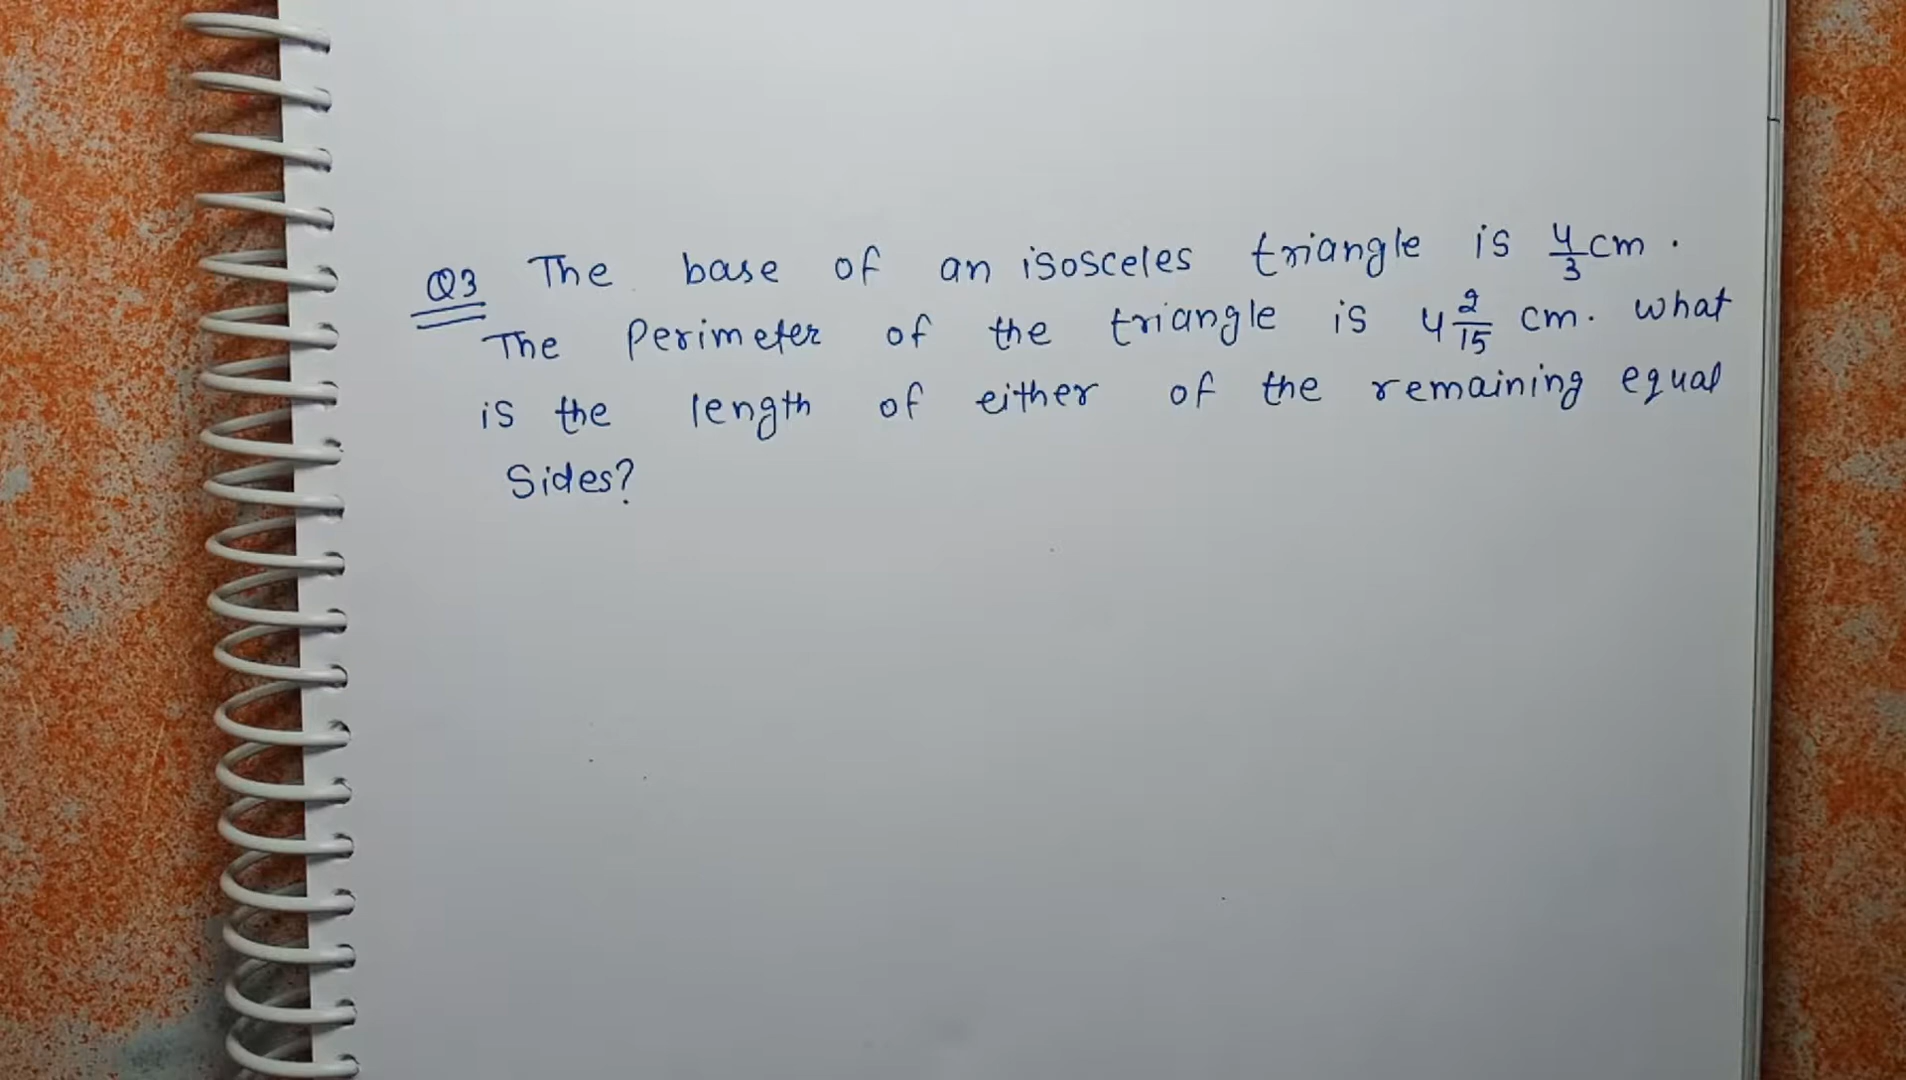 Q3 The base of an isosceles triangle is 4/3 cm.
The Perimeter of the triangle is 4 2/15 cm. what
is the length of either of the remaining equal
Sides?